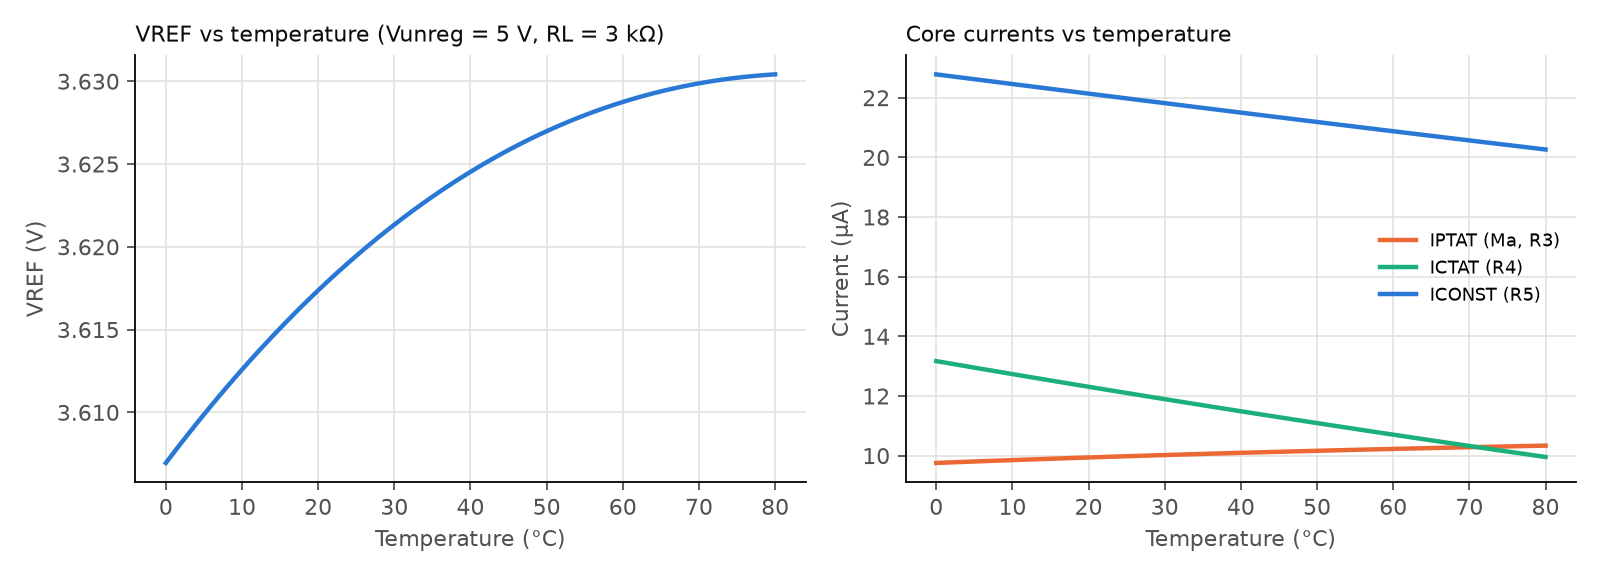 VREF vs temperature (Vunreg = 5 V, RL = 3 kΩ)
VREF (V)
3.630
3.625
3.620
3.615
3.610
0 10 20 30 40 50 60 70 80
Temperature (°C)
Core currents vs temperature
Current (µA)
22
20
18
16
14
12
10
IPTAT (Ma, R3)
ICTAT (R4)
ICONST (R5)
0 10 20 30 40 50 60 70 80
Temperature (°C)